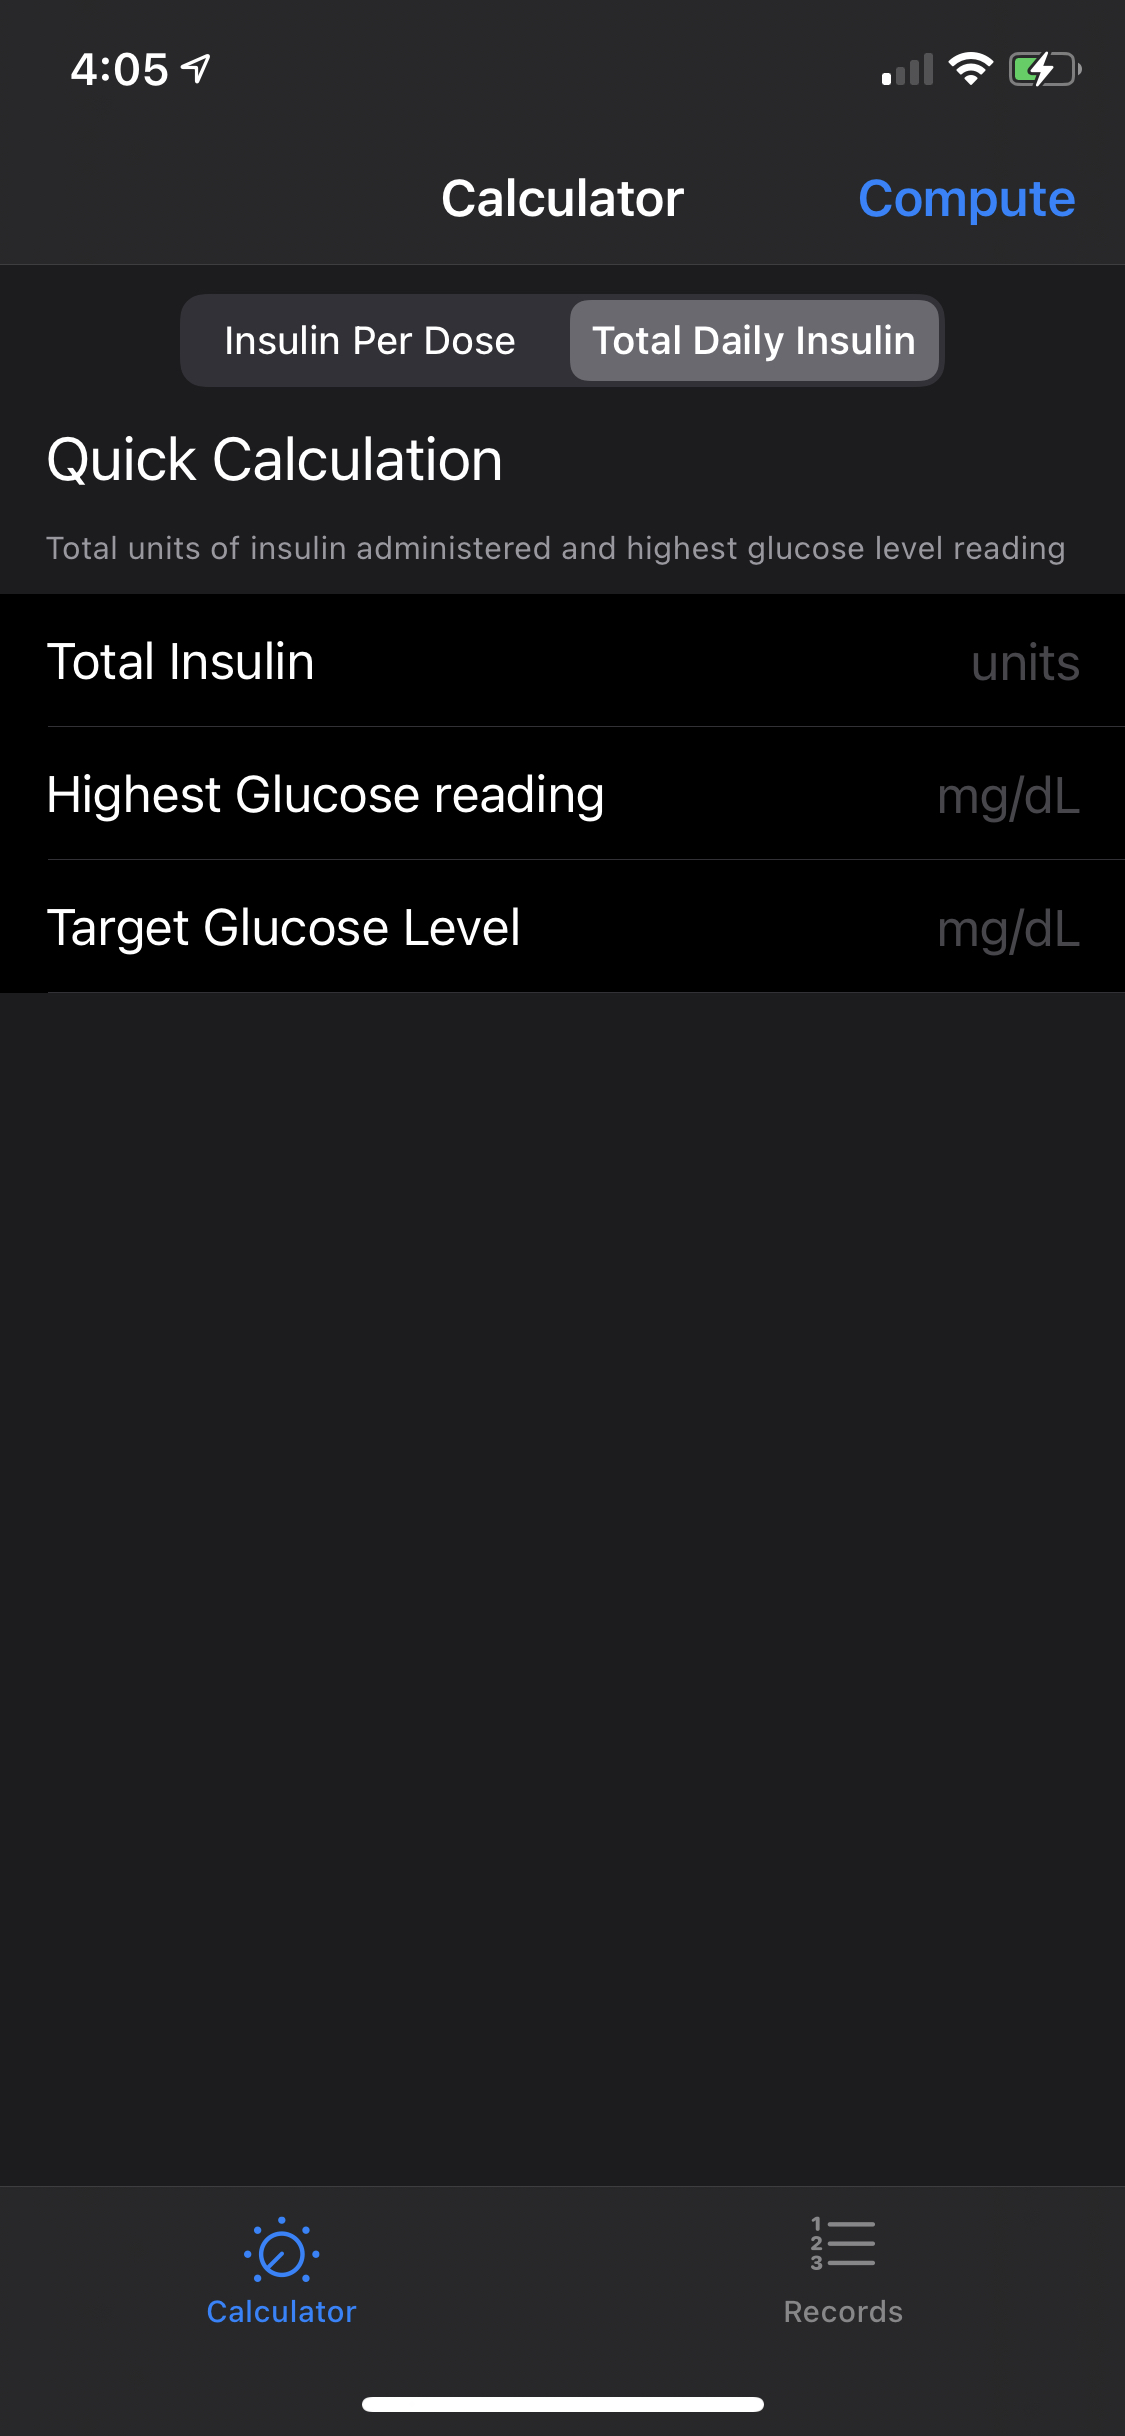 4:05
Calculator
Compute
Insulin Per Dose
Total Daily Insulin
Quick Calculation
Total units of insulin administered and highest glucose level reading
Total Insulin
units
Highest Glucose reading
mg/dL
Target Glucose Level
mg/dL
1
2
3
Calculator
Records